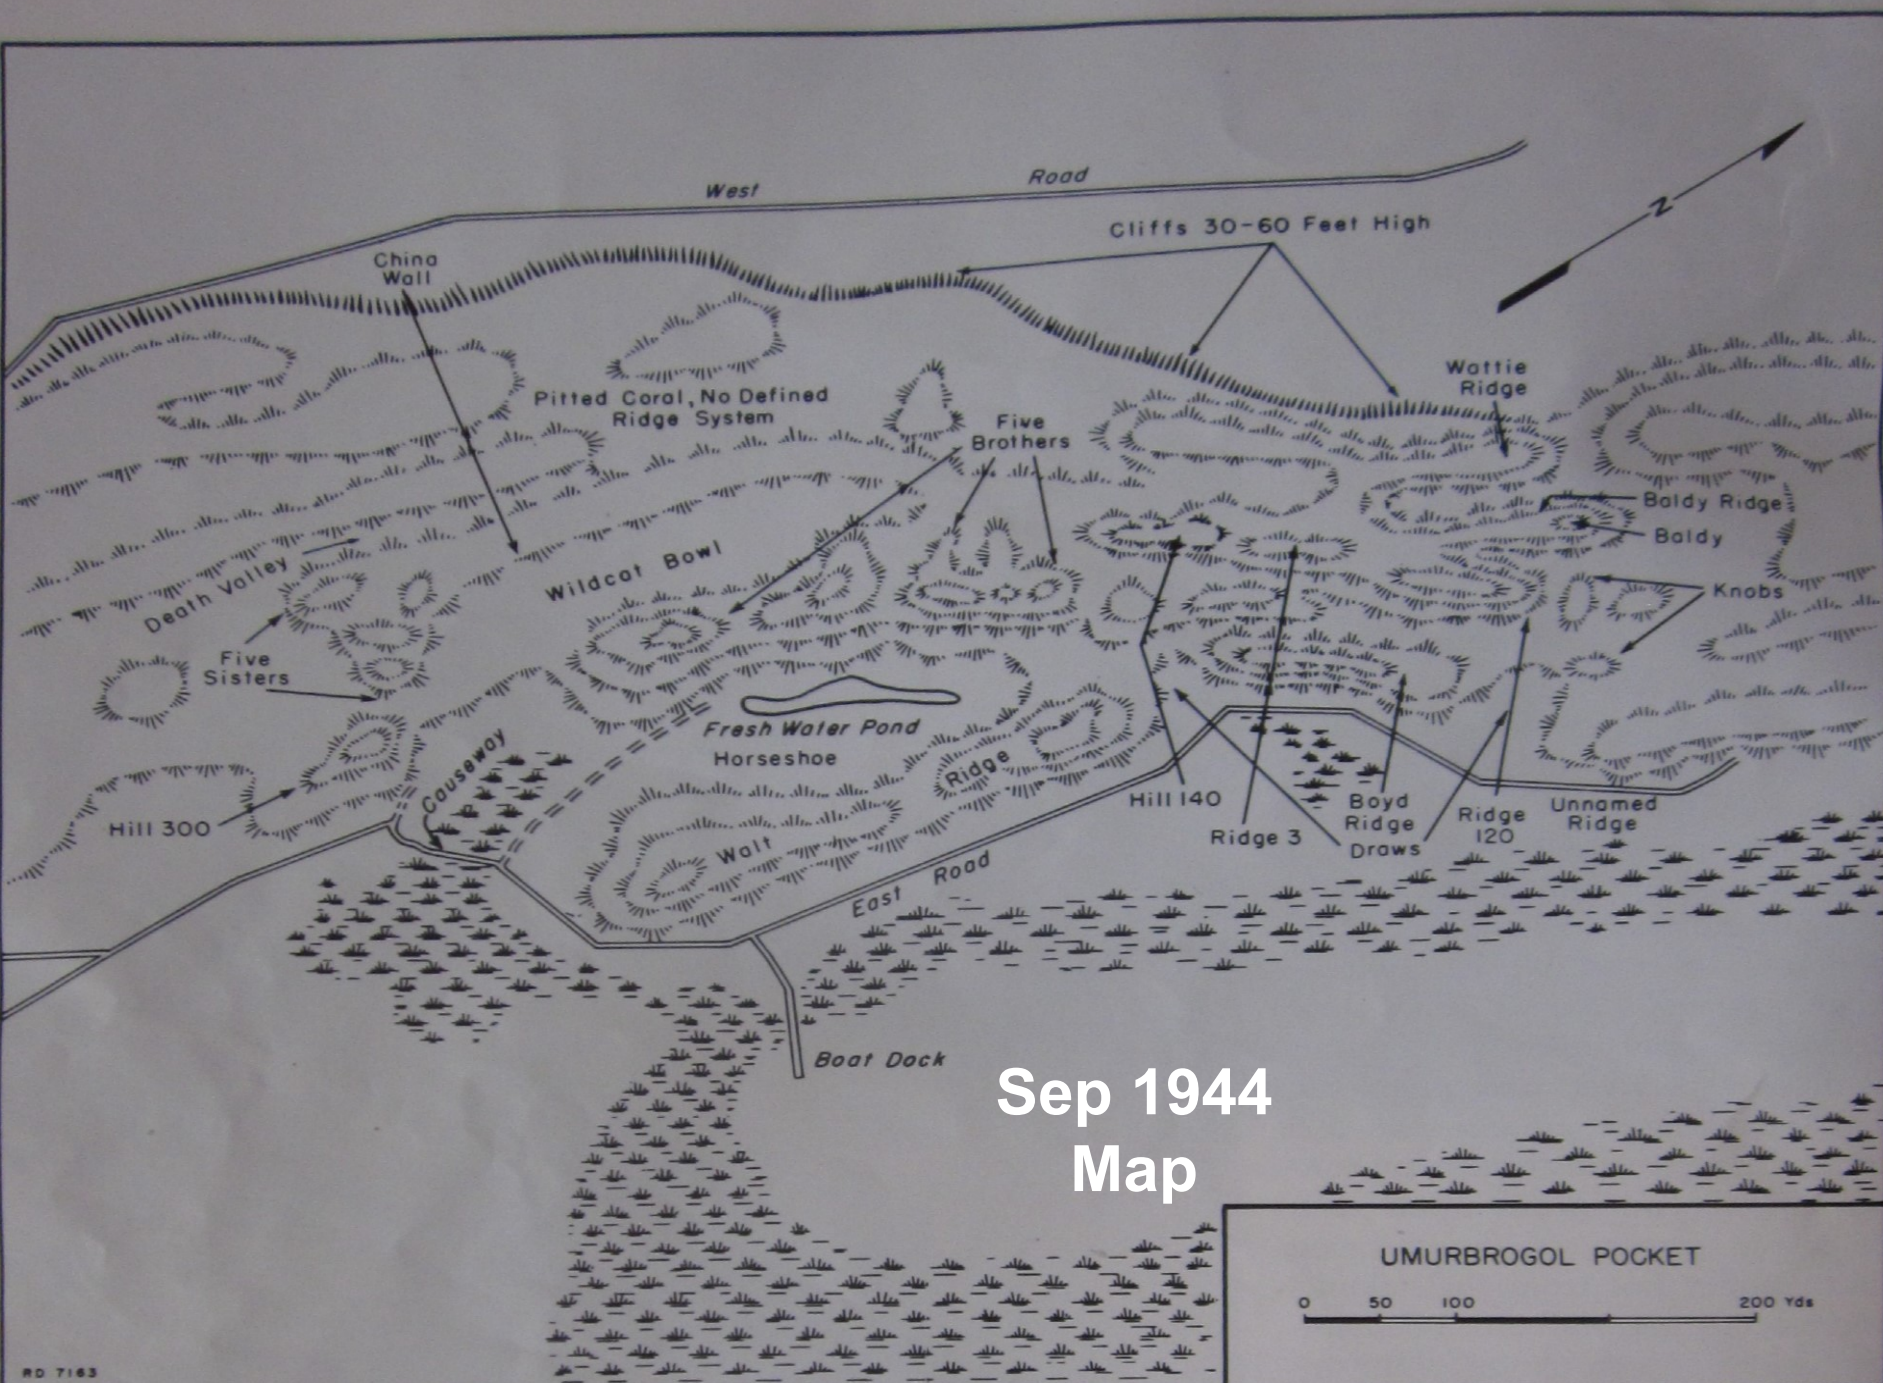 West Road
N
Cliffs 30-60 Feet High
China
Wall
Wattie
Ridge
Pitted Coral, No Defined
Ridge System
Five
Brothers
Baldy Ridge
Baldy
Knobs
Wildcat Bowl
Death Valley
Five
Sisters
Fresh Water Pond
Horseshoe
Causeway
Hill 300
Walt Ridge
Hill 140
Ridge 3
Boyd
Ridge
Draws
Ridge
120
Unnamed
Ridge
East Road
Boat Dock
Sep 1944
Map
UMURBROGOL POCKET
0 50 100 200 Yds
RD 7163